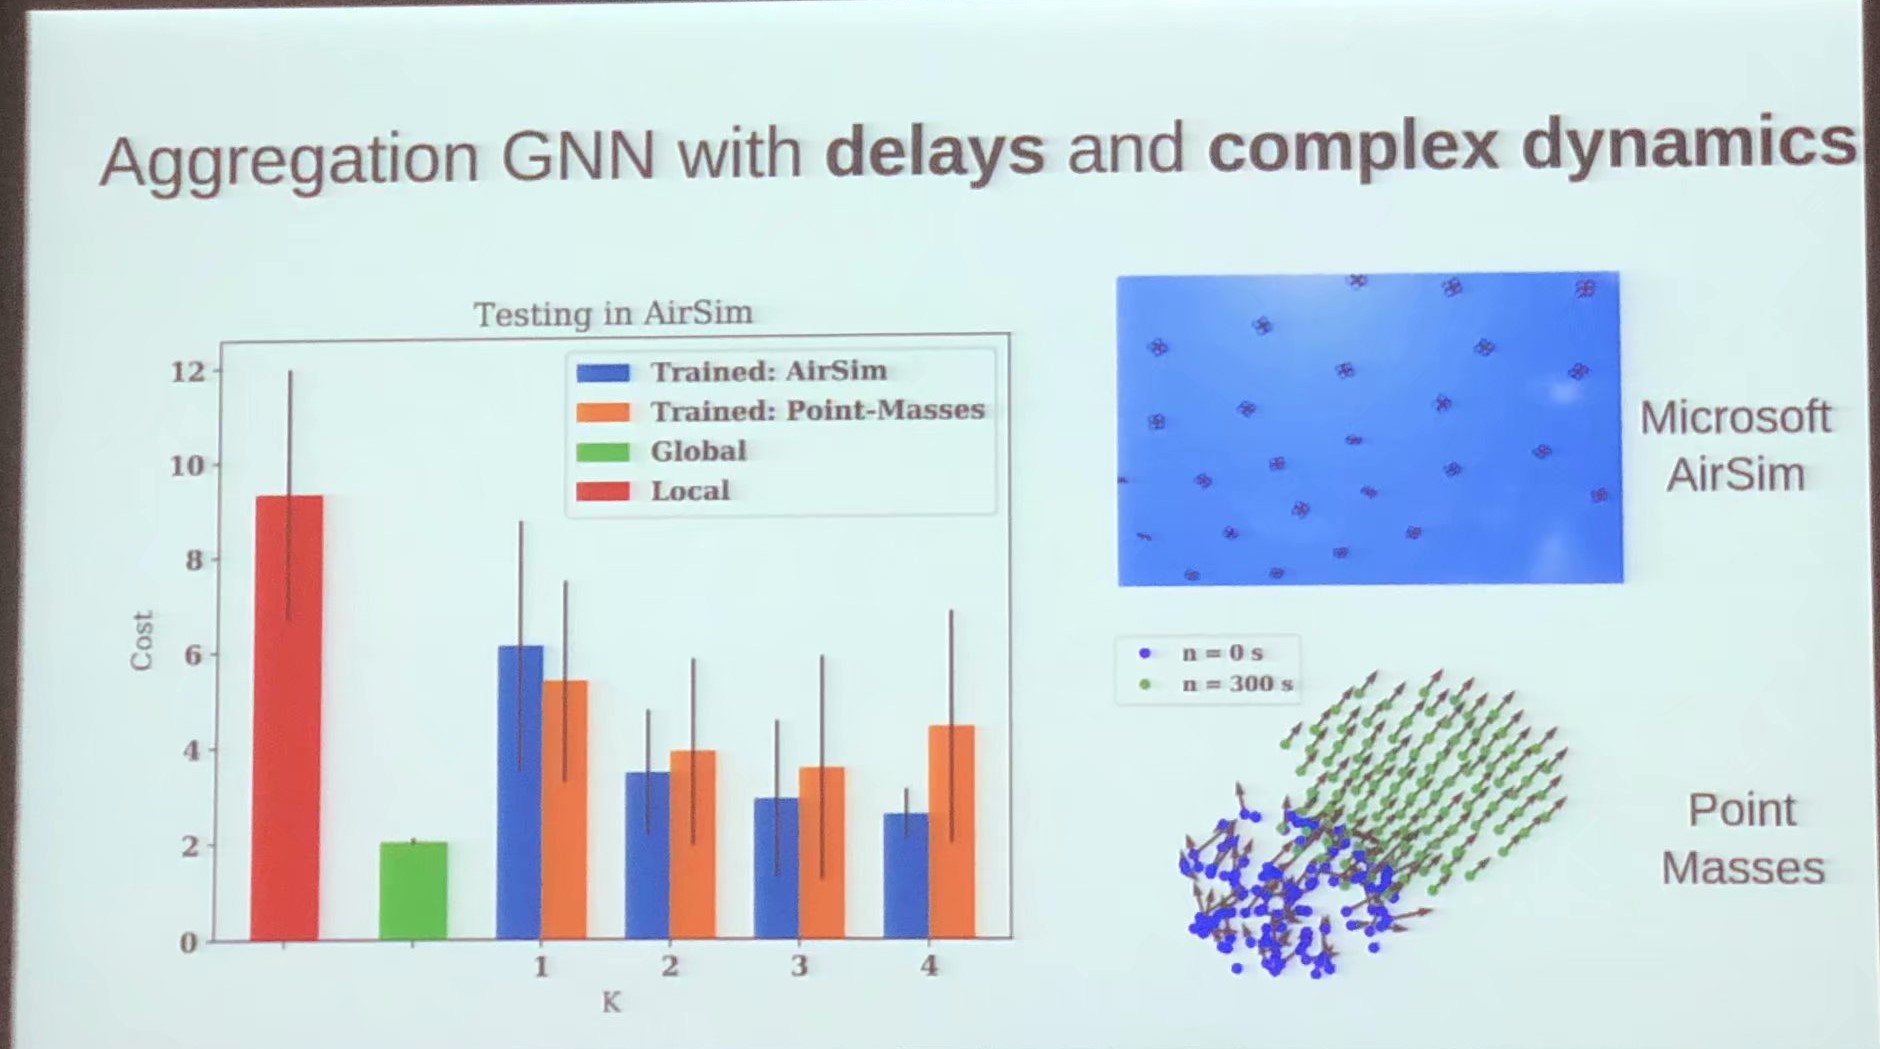 Aggregation GNN with delays and complex dynamics
Testing in AirSim
Trained: AirSim
Trained: Point-Masses
Global
Local
12
10
8
6
4
2
0
Cost
1 2 3 4
K
Microsoft
AirSim
n = 0 s
n = 300 s
Point
Masses